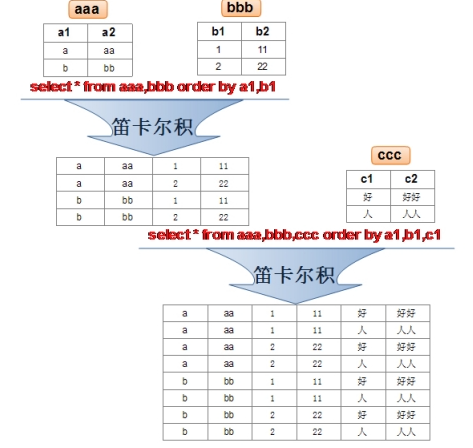 aaa
bbb
a1 a2
a aa
b bb
b1 b2
1 11
2 22
select * from aaa,bbb order by a1,b1
笛卡尔积
a aa 1 11
a aa 2 22
b bb 1 11
b bb 2 22
ccc
c1 c2
好 好好
人 人人
select * from aaa,bbb,ccc order by a1,b1,c1
笛卡尔积
a aa 1 11 好 好好
a aa 1 11 人 人人
a aa 2 22 好 好好
a aa 2 22 人 人人
b bb 1 11 好 好好
b bb 1 11 人 人人
b bb 2 22 好 好好
b bb 2 22 人 人人